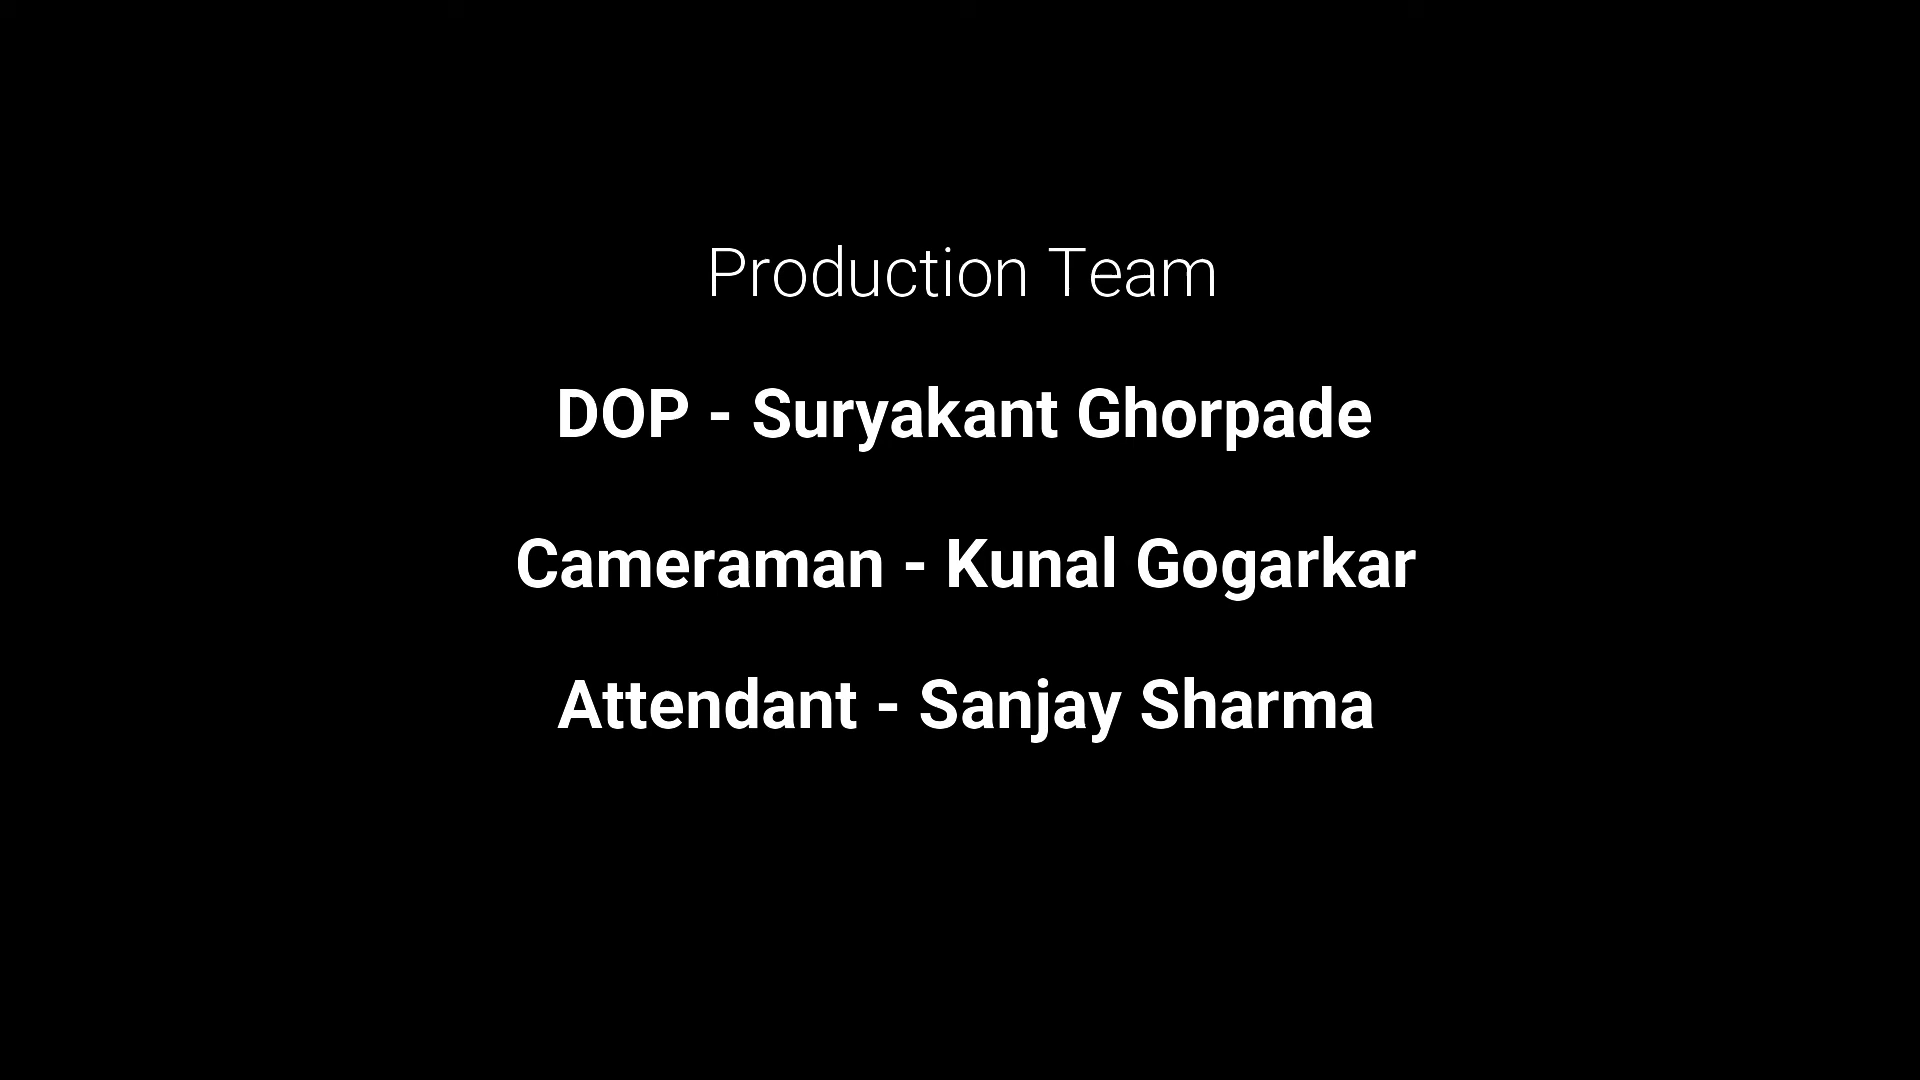 Production Team
DOP - Suryakant Ghorpade
Cameraman - Kunal Gogarkar
Attendant - Sanjay Sharma